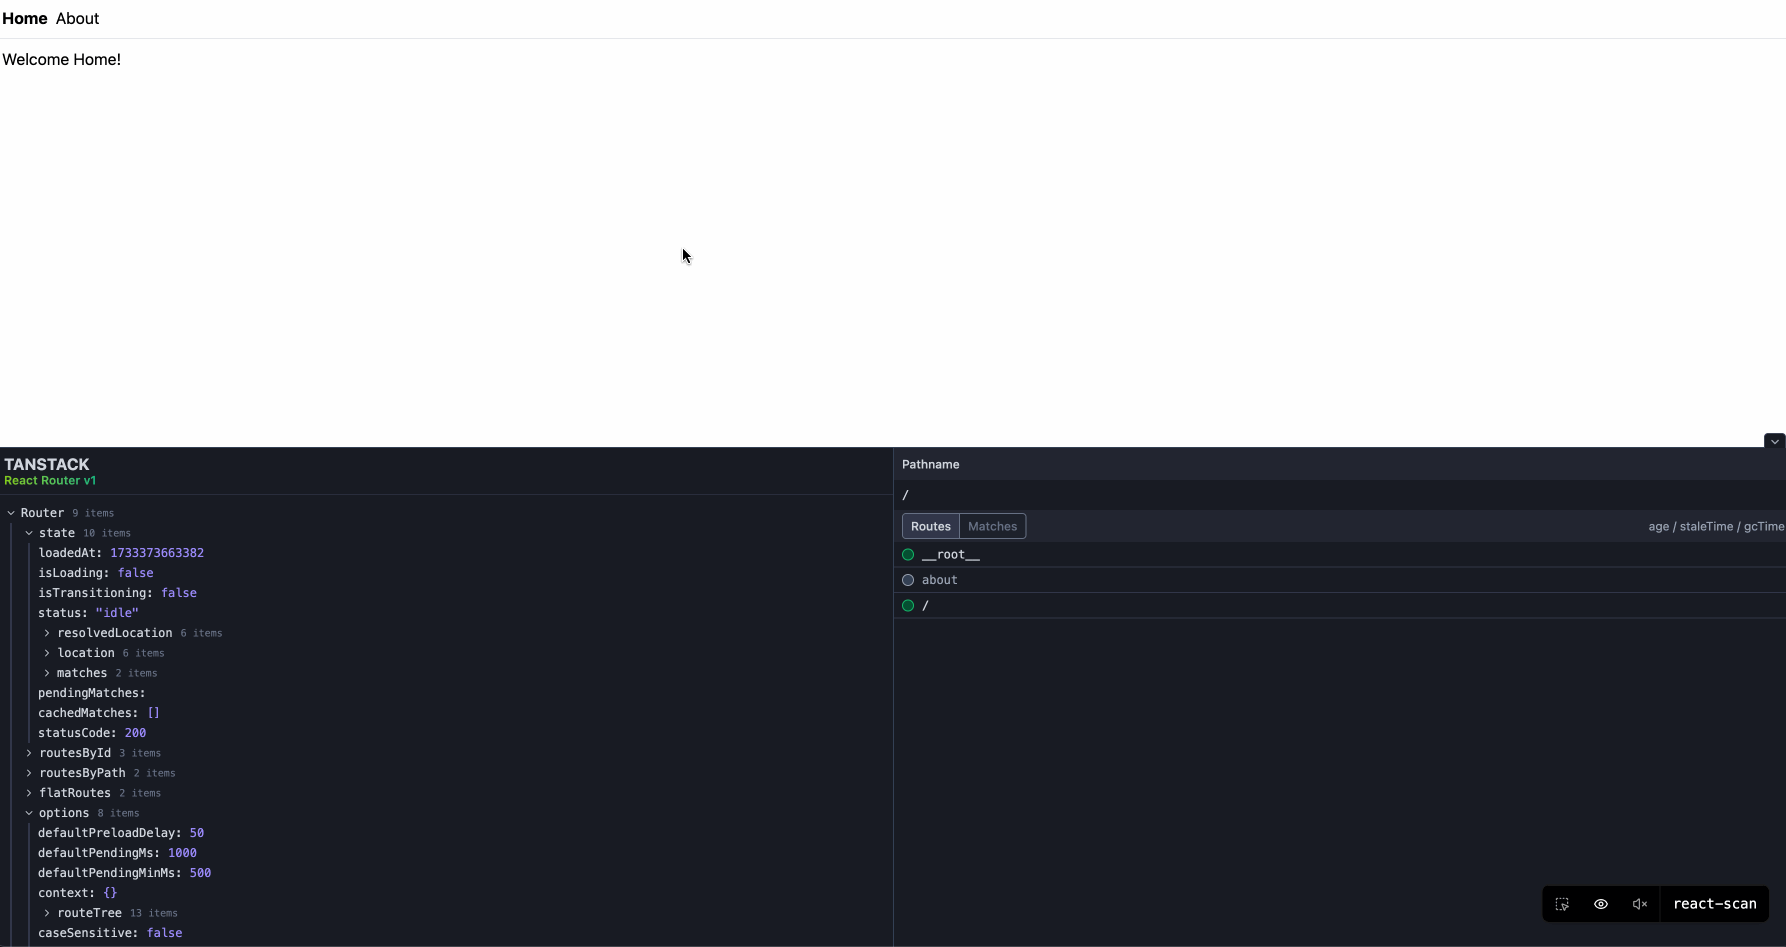 Home About
Welcome Home!
TANSTACK
React Router v1
Router 9 items
state 10 items
loadedAt: 1733373663382
isLoading: false
isTransitioning: false
status: "idle"
resolvedLocation 6 items
location 6 items
matches 2 items
pendingMatches:
cachedMatches: []
statusCode: 200
routesById 3 items
routesByPath 2 items
flatRoutes 2 items
options 8 items
defaultPreloadDelay: 50
defaultPendingMs: 1000
defaultPendingMinMs: 500
context: {}
routeTree 13 items
caseSensitive: false
Pathname
/
Routes Matches age / staleTime / gcTime
__root__
about
/
react-scan